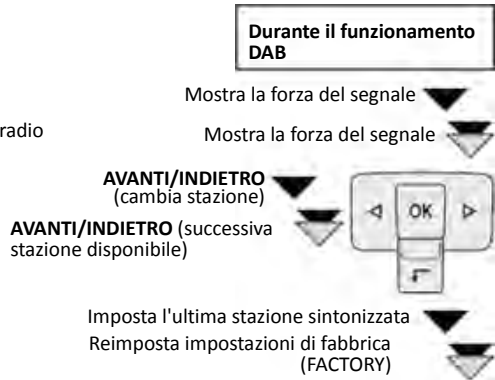 Durante il funzionamento
DAB
Mostra la forza del segnale
radio
Mostra la forza del segnale
AVANTI/INDIETRO
(cambia stazione)
AVANTI/INDIETRO (successiva
stazione disponibile)
OK
Imposta l'ultima stazione sintonizzata
Reimposta impostazioni di fabbrica
(FACTORY)